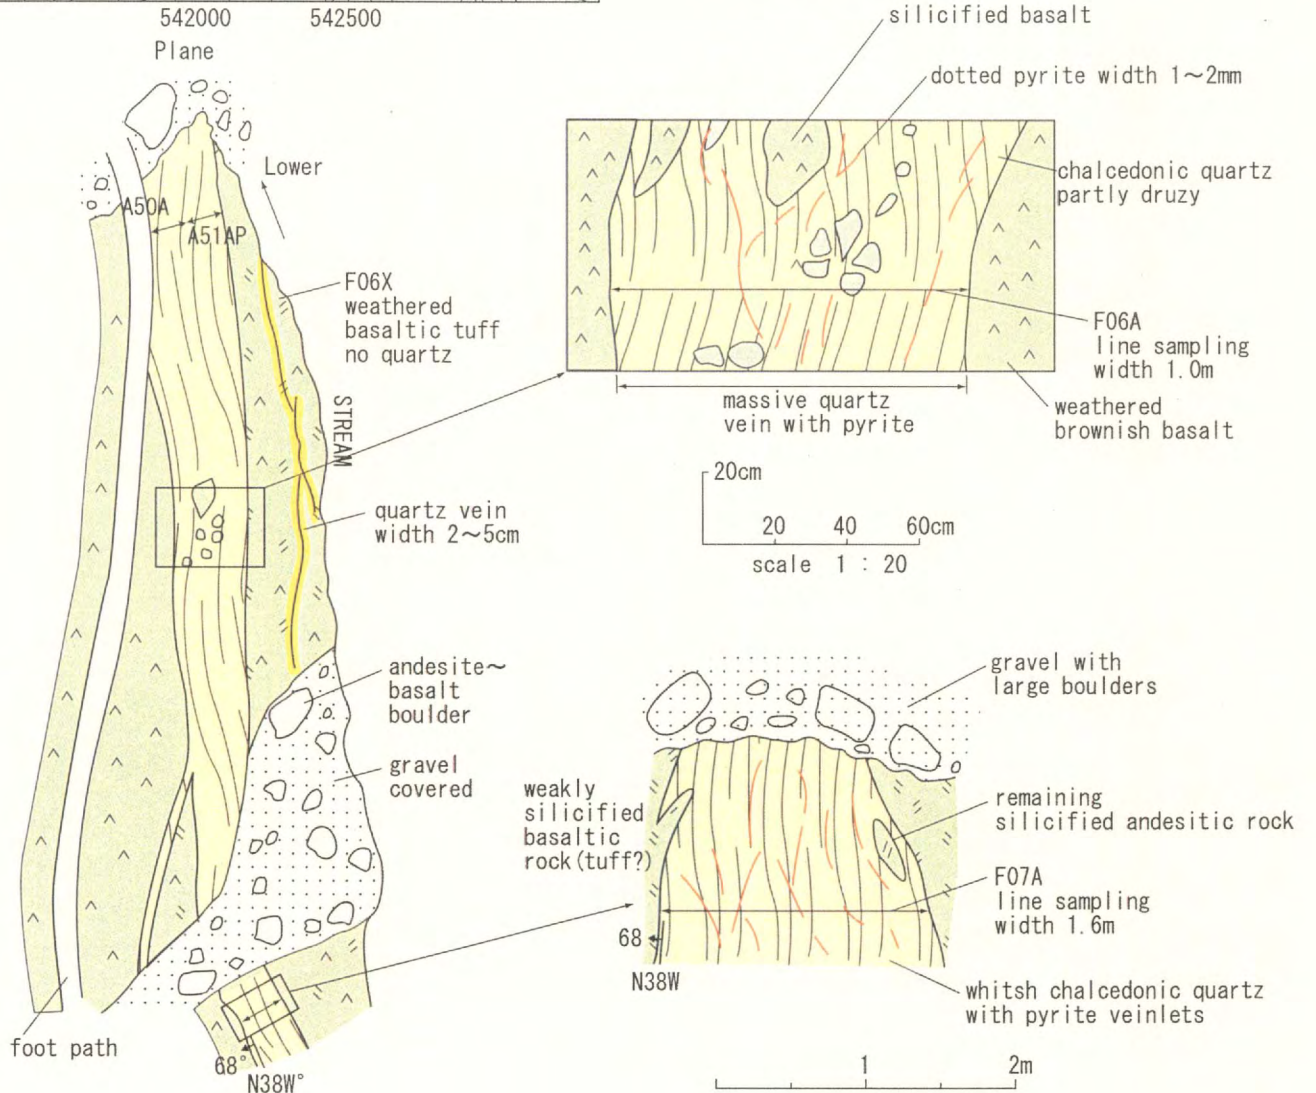 542000
542500
Plane
silicified basalt
dotted pyrite width 1~2mm
Lower
chalcedonic quartz
partly druzy
A50A
A51AP
F06X
weathered
basaltic tuff
no quartz
F06A
line sampling
width 1.0m
massive quartz
vein with pyrite
weathered
brownish basalt
STREAM
20cm
quartz vein
width 2~5cm
20
40
60cm
scale 1 : 20
andesite~
basalt
boulder
gravel with
large boulders
gravel
covered
weakly
silicified
basaltic
rock(tuff?)
remaining
silicified andesitic rock
F07A
line sampling
width 1.6m
68
N38W
whitsh chalcedonic quartz
with pyrite veinlets
foot path
68°
N38W°
1
2m